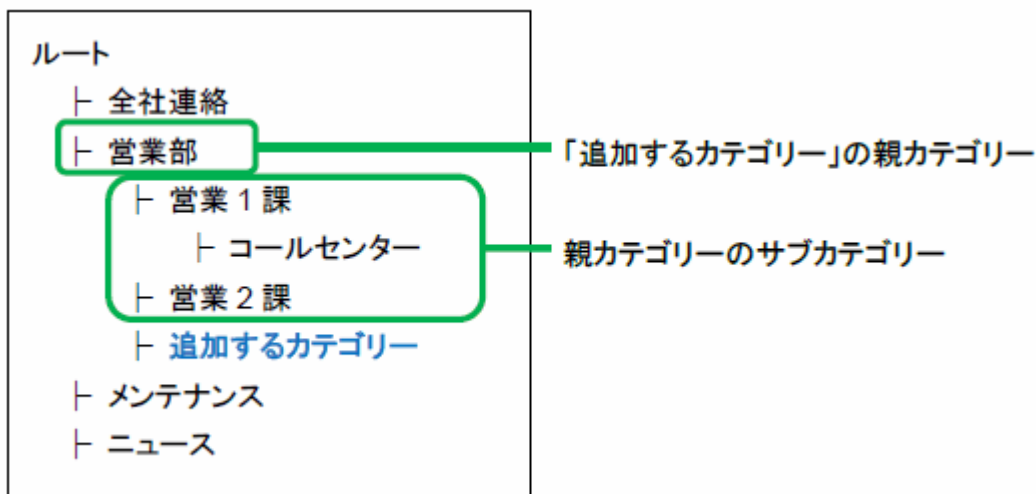 ルート
├ 全社連絡
├ 営業部
「追加するカテゴリー」の親カテゴリー
├ 営業1課
├ コールセンター
親カテゴリーのサブカテゴリー
├ 営業2課
├ 追加するカテゴリー
├ メンテナンス
├ ニュース